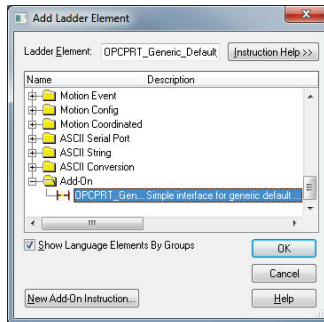 Add Ladder Element
Ladder Element: OPCPRT_Generic_Default Instruction Help >>
Name Description
Motion Event
Motion Config
Motion Coordinated
ASCII Serial Port
ASCII String
ASCII Conversion
Add-On
OPCPRT_Gen... Simple interface for generic default ...
Show Language Elements By Groups
OK
Cancel
New Add-On Instruction...
Help